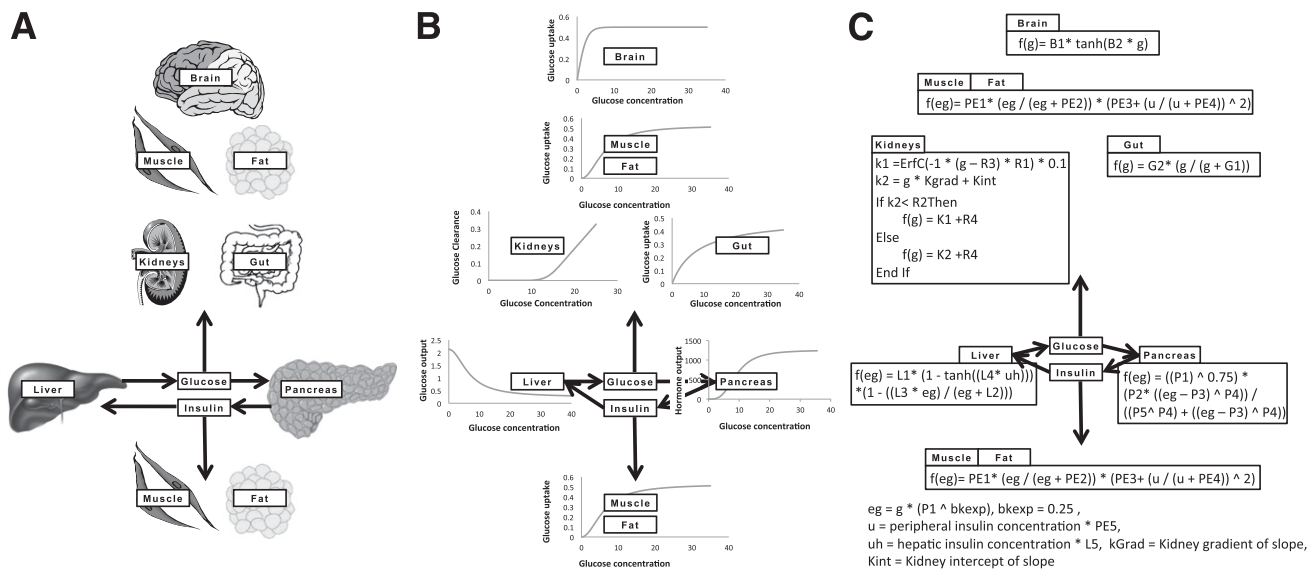 A
Brain
Muscle
Fat
Kidneys
Gut
Liver
Glucose
Pancreas
Insulin
Muscle
Fat
B
Glucose uptake
0.6
0.4
0.2
0
Brain
0 10 20 30 40
Glucose concentration
Glucose uptake
0.6
0.5
0.4
0.3
0.2
0.1
0
Muscle
Fat
0 10 20 30 40
Glucose concentration
Glucose Clearance
0.4
0.3
0.2
0.1
0
Kidneys
0 10 20 30
Glucose Concentration
Glucose uptake
0.5
0.4
0.3
0.2
0.1
0
Gut
0 10 20 30 40
Glucose concentration
Glucose output
2.5
2
1.5
1
0.5
0
Liver
0 10 20 30 40
Glucose concentration
Glucose
Insulin
Hormone output
1500
1000
500
0
Pancreas
0 10 20 30 40
Glucose concentration
Glucose uptake
0.6
0.5
0.4
0.3
0.2
0.1
0
Muscle
Fat
0 10 20 30 40
Glucose concentration
C
Brain
f(g)= B1* tanh(B2 * g)
Muscle Fat
f(eg)= PE1* (eg / (eg + PE2)) * (PE3+ (u / (u + PE4)) ^ 2)
Kidneys
k1 =ErfC(-1 * (g – R3) * R1) * 0.1
k2 = g * Kgrad + Kint
If k2< R2Then
f(g) = K1 +R4
Else
f(g) = K2 +R4
End If
Gut
f(g) = G2* (g / (g + G1))
Glucose
Insulin
Liver
f(eg) = L1* (1 - tanh((L4* uh)))
*(1 - ((L3 * eg) / (eg + L2)))
Pancreas
f(eg) = ((P1) ^ 0.75) *
(P2* ((eg – P3) ^ P4)) /
((P5^ P4) + ((eg – P3) ^ P4))
Muscle Fat
f(eg)= PE1* (eg / (eg + PE2)) * (PE3+ (u / (u + PE4)) ^ 2)
eg = g * (P1 ^ bkexp), bkexp = 0.25 ,
u = peripheral insulin concentration * PE5,
uh = hepatic insulin concentration * L5, kGrad = Kidney gradient of slope,
Kint = Kidney intercept of slope